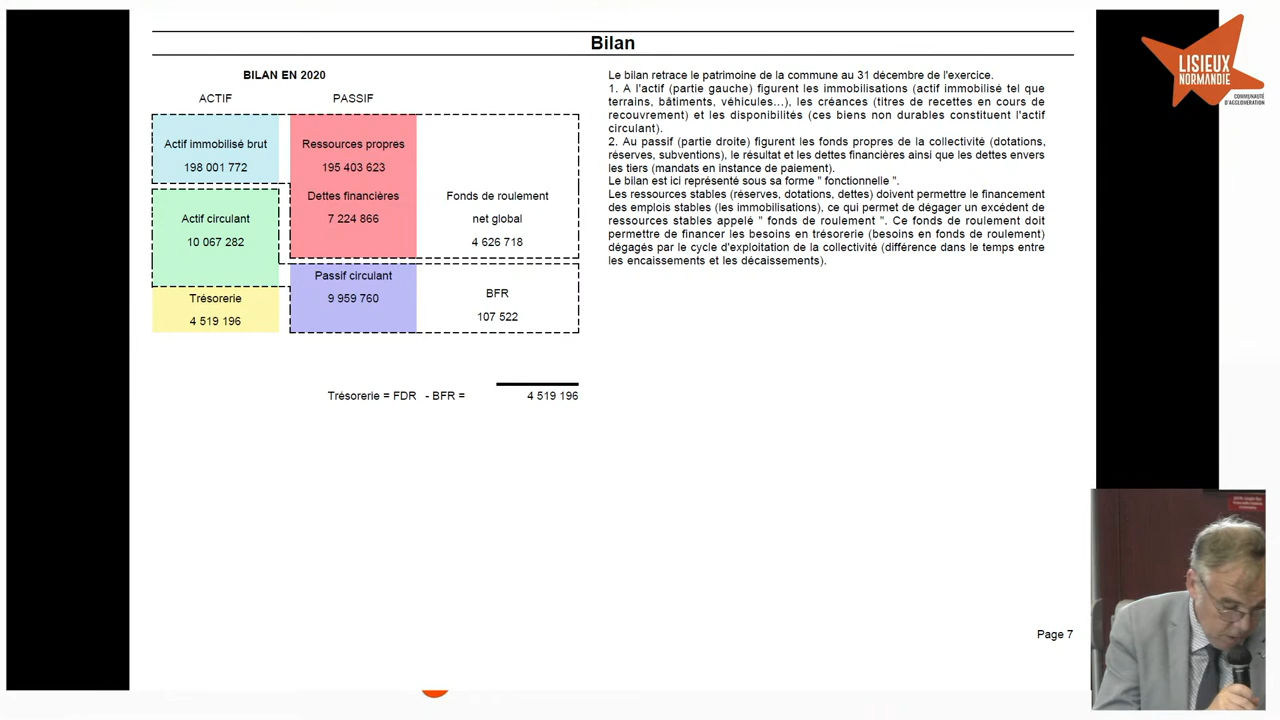 Bilan
BILAN EN 2020
ACTIF
PASSIF
Actif immobilisé brut
198 001 772
Ressources propres
195 403 623
Dettes financières
7 224 866
Fonds de roulement
net global
4 626 718
Actif circulant
10 067 282
Passif circulant
9 959 760
BFR
107 522
Trésorerie
4 519 196
Trésorerie = FDR - BFR =
4 519 196
Le bilan retrace le patrimoine de la commune au 31 décembre de l'exercice.
1. A l'actif (partie gauche) figurent les immobilisations (actif immobilisé tel que
terrains, bâtiments, véhicules...), les créances (titres de recettes en cours de
recouvrement) et les disponibilités (ces biens non durables constituent l'actif
circulant).
2. Au passif (partie droite) figurent les fonds propres de la collectivité (dotations,
réserves, subventions), le résultat et les dettes financières ainsi que les dettes envers
les tiers (mandats en instance de paiement).
Le bilan est ici représenté sous sa forme " fonctionnelle ".
Les ressources stables (réserves, dotations, dettes) doivent permettre le financement
des emplois stables (les immobilisations), ce qui permet de dégager un excédent de
ressources stables appelé " fonds de roulement ". Ce fonds de roulement doit
permettre de financer les besoins en trésorerie (besoins en fonds de roulement)
dégagés par le cycle d'exploitation de la collectivité (différence dans le temps entre
les encaissements et les décaissements).
Page 7
LISIEUX
NORMANDIE
COMMUNAUTÉ
D'AGGLOMÉRATION